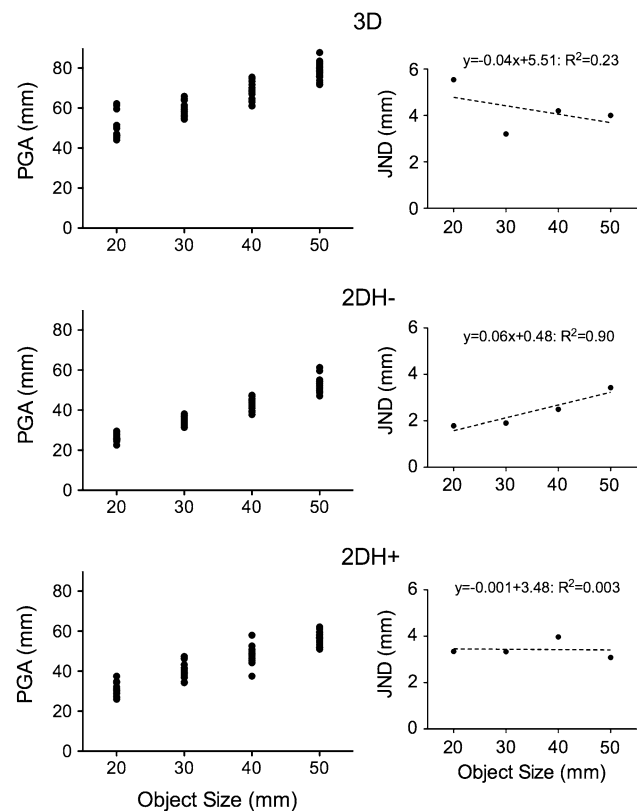 3D
80
60
40
20
0
PGA (mm)
20 30 40 50
y=-0.04x+5.51: R²=0.23
6
4
2
0
JND (mm)
20 30 40 50
2DH-
80
60
40
20
0
PGA (mm)
20 30 40 50
y=0.06x+0.48: R²=0.90
6
4
2
0
JND (mm)
20 30 40 50
2DH+
80
60
40
20
0
PGA (mm)
20 30 40 50
Object Size (mm)
y=-0.001+3.48: R²=0.003
6
4
2
0
JND (mm)
20 30 40 50
Object Size (mm)